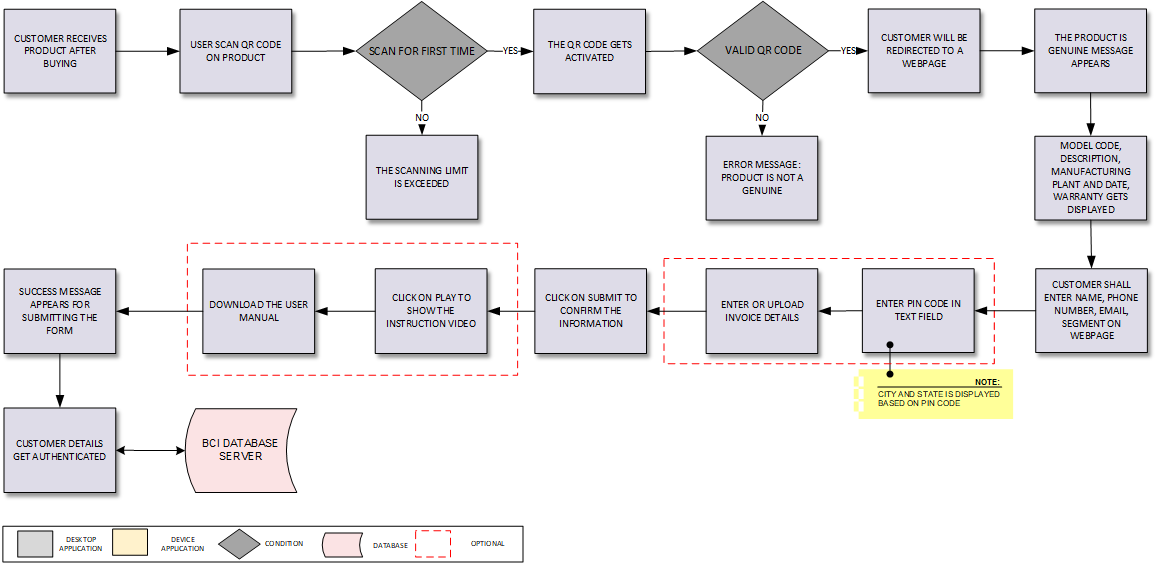 CUSTOMER RECEIVES
PRODUCT AFTER
BUYING
USER SCAN QR CODE
ON PRODUCT
SCAN FOR FIRST TIME
YES
THE QR CODE GETS
ACTIVATED
VALID QR CODE
YES
CUSTOMER WILL BE
REDIRECTED TO A
WEBPAGE
THE PRODUCT IS
GENUINE MESSAGE
APPEARS
NO
THE SCANNING LIMIT
IS EXCEEDED
NO
ERROR MESSAGE:
PRODUCT IS NOT A
GENUINE
MODEL CODE,
DESCRIPTION,
MANUFACTURING
PLANT AND DATE,
WARRANTY GETS
DISPLAYED
CUSTOMER SHALL
ENTER NAME, PHONE
NUMBER, EMAIL,
SEGMENT ON
WEBPAGE
ENTER PIN CODE IN
TEXT FIELD
NOTE:
CITY AND STATE IS DISPLAYED
BASED ON PIN CODE
ENTER OR UPLOAD
INVOICE DETAILS
CLICK ON SUBMIT TO
CONFIRM THE
INFORMATION
CLICK ON PLAY TO
SHOW THE
INSTRUCTION VIDEO
DOWNLOAD THE USER
MANUAL
SUCCESS MESSAGE
APPEARS FOR
SUBMITTING THE
FORM
CUSTOMER DETAILS
GET AUTHENTICATED
BCI DATABASE
SERVER
DESKTOP
APPLICATION
DEVICE
APPLICATION
CONDITION
DATABASE
OPTIONAL